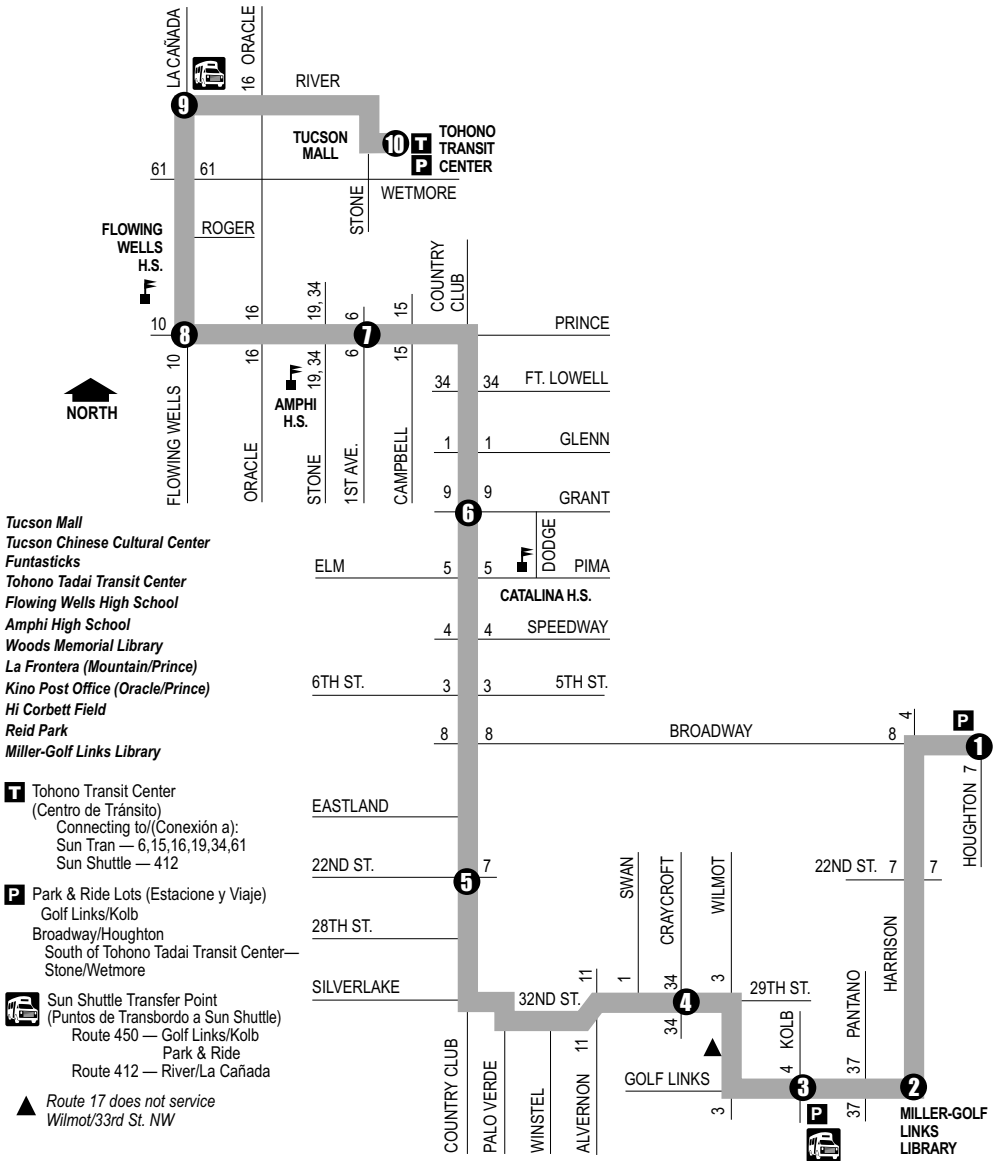 LA CAÑADA
16 ORACLE
RIVER
9
TUCSON
MALL
10
T
P
TOHONO
TRANSIT
CENTER
61
61
STONE
WETMORE
FLOWING
WELLS
H.S.
ROGER
COUNTRY
CLUB
10
8
16
19, 34
6
7
15
PRINCE
10
16
19, 34
6
15
34
34
FT. LOWELL
NORTH
AMPHI
H.S.
FLOWING WELLS
ORACLE
STONE
1ST AVE.
CAMPBELL
1
1
GLENN
9
9
GRANT
6
DODGE
ELM
5
5
PIMA
CATALINA H.S.
4
4
SPEEDWAY
6TH ST.
3
3
5TH ST.
8
8
BROADWAY
8
4
P
1
HOUGHTON 7
EASTLAND
22ND ST.
7
5
22ND ST. 7
7
28TH ST.
SILVERLAKE
SWAN
1
CRAYCROFT
34
WILMOT
3
HARRISON
32ND ST.
11
4
29TH ST.
34
11
KOLB
4
PANTANO
37
GOLF LINKS
3
3
37
2
P
MILLER-GOLF
LINKS
LIBRARY
COUNTRY CLUB
PALO VERDE
WINSTEL
ALVERNON
Tucson Mall
Tucson Chinese Cultural Center
Funtasticks
Tohono Tadai Transit Center
Flowing Wells High School
Amphi High School
Woods Memorial Library
La Frontera (Mountain/Prince)
Kino Post Office (Oracle/Prince)
Hi Corbett Field
Reid Park
Miller-Golf Links Library
T Tohono Transit Center
(Centro de Tránsito)
Connecting to/(Conexión a):
Sun Tran — 6,15,16,19,34,61
Sun Shuttle — 412
P Park & Ride Lots (Estacione y Viaje)
Golf Links/Kolb
Broadway/Houghton
South of Tohono Tadai Transit Center—
Stone/Wetmore
Sun Shuttle Transfer Point
(Puntos de Transbordo a Sun Shuttle)
Route 450 — Golf Links/Kolb
Park & Ride
Route 412 — River/La Cañada
Route 17 does not service
Wilmot/33rd St. NW